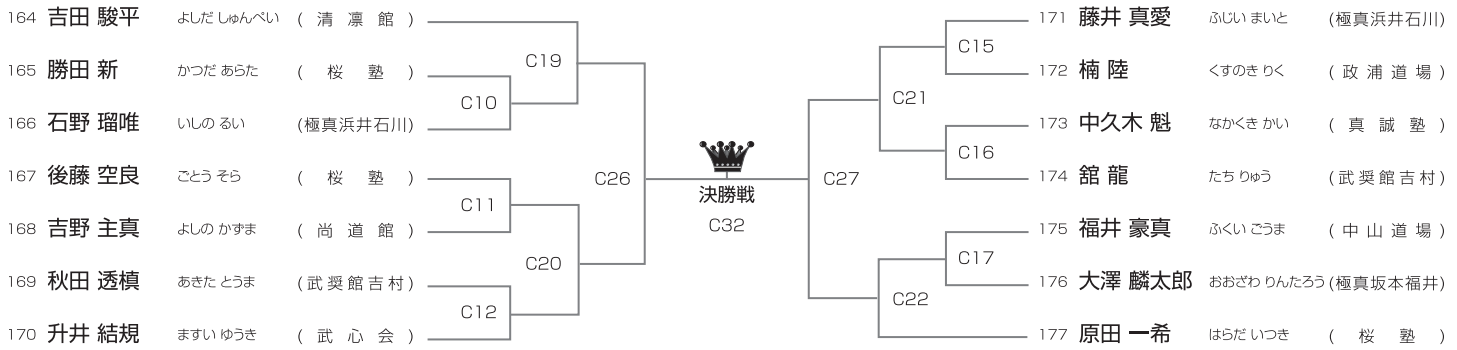 164 吉田 駿平 よしだ しゅんぺい ( 清 凛 館 )
165 勝田 新 かつだ あらた ( 桜 塾 )
166 石野 瑠唯 いしの るい (極真浜井石川)
167 後藤 空良 ごとう そら ( 桜 塾 )
168 吉野 主真 よしの かずま ( 尚 道 館 )
169 秋田 透槙 あきた とうま (武奨館吉村)
170 升井 結規 ますい ゆうき ( 武 心 会 )
C19
C10
C11
C20
C12
C26
決勝戦
C32
C27
C15
C21
C16
C17
C22
171 藤井 真愛 ふじい まいと (極真浜井石川)
172 楠 陸 くすのき りく ( 政 浦 道 場 )
173 中久木 魁 なかくき かい ( 真 誠 塾 )
174 舘 龍 たち りゅう (武奨館吉村)
175 福井 豪真 ふくい ごうま ( 中 山 道 場 )
176 大澤 麟太郎 おおざわ りんたろう (極真坂本福井)
177 原田 一希 はらだ いつき ( 桜 塾 )